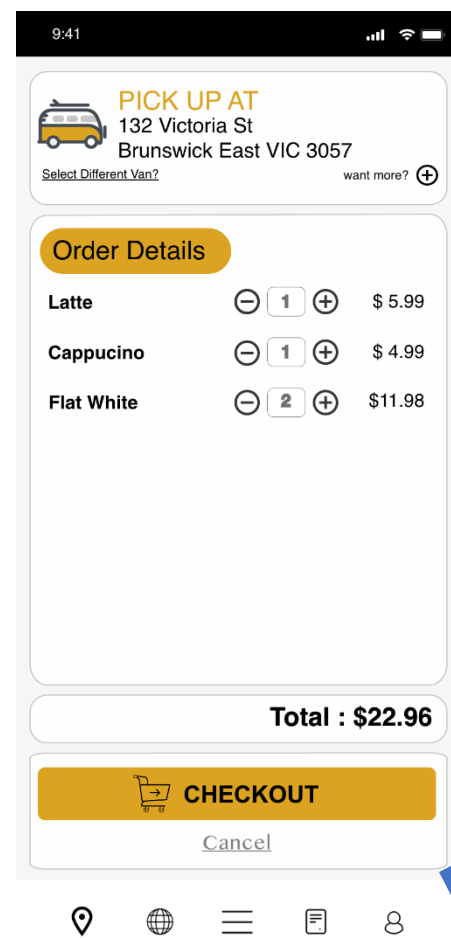 9:41
PICK UP AT
132 Victoria St
Brunswick East VIC 3057
Select Different Van? want more?
Order Details
Latte 1 $ 5.99
Cappucino 1 $ 4.99
Flat White 2 $11.98
Total : $22.96
CHECKOUT
Cancel